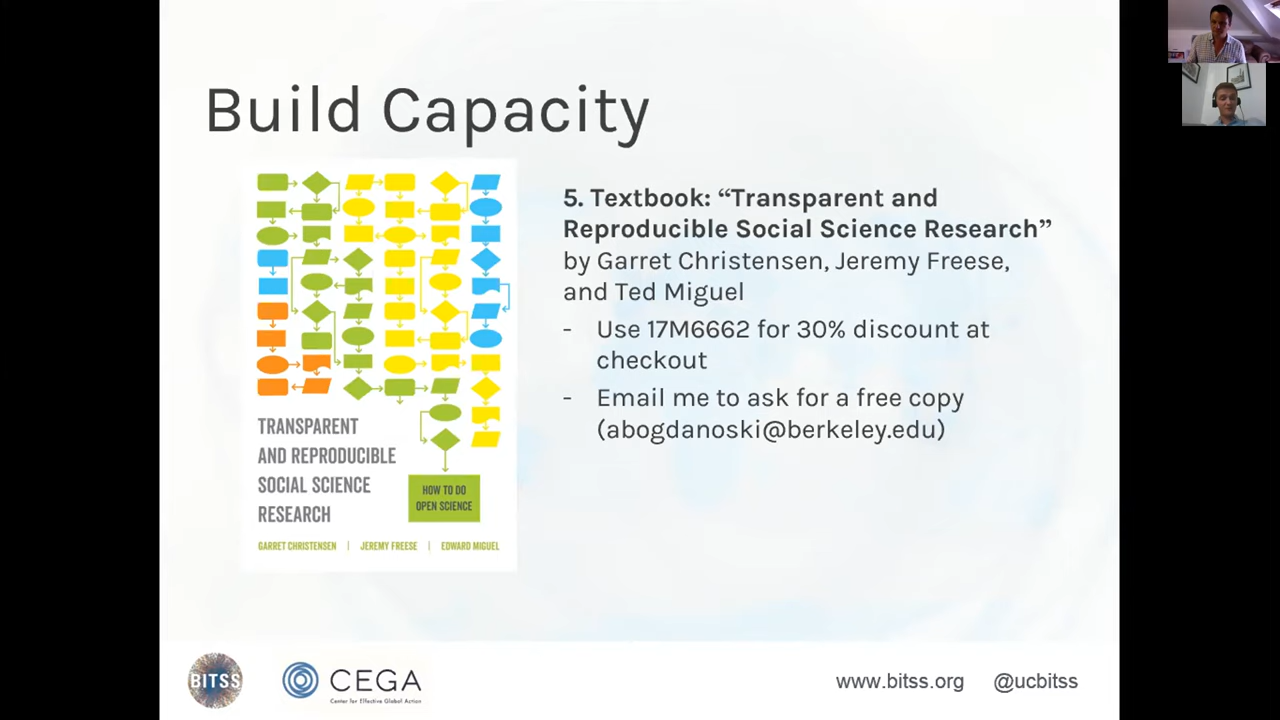 Build Capacity
5. Textbook: “Transparent and
Reproducible Social Science Research”
by Garret Christensen, Jeremy Freese,
and Ted Miguel
- Use 17M6662 for 30% discount at
checkout
- Email me to ask for a free copy
(abogdanoski@berkeley.edu)
TRANSPARENT
AND REPRODUCIBLE
SOCIAL SCIENCE
RESEARCH
HOW TO DO
OPEN SCIENCE
GARRET CHRISTENSEN | JEREMY FREESE | EDWARD MIGUEL
BITSS
CEGA
Center for Effective Global Action
www.bitss.org @ucbitss